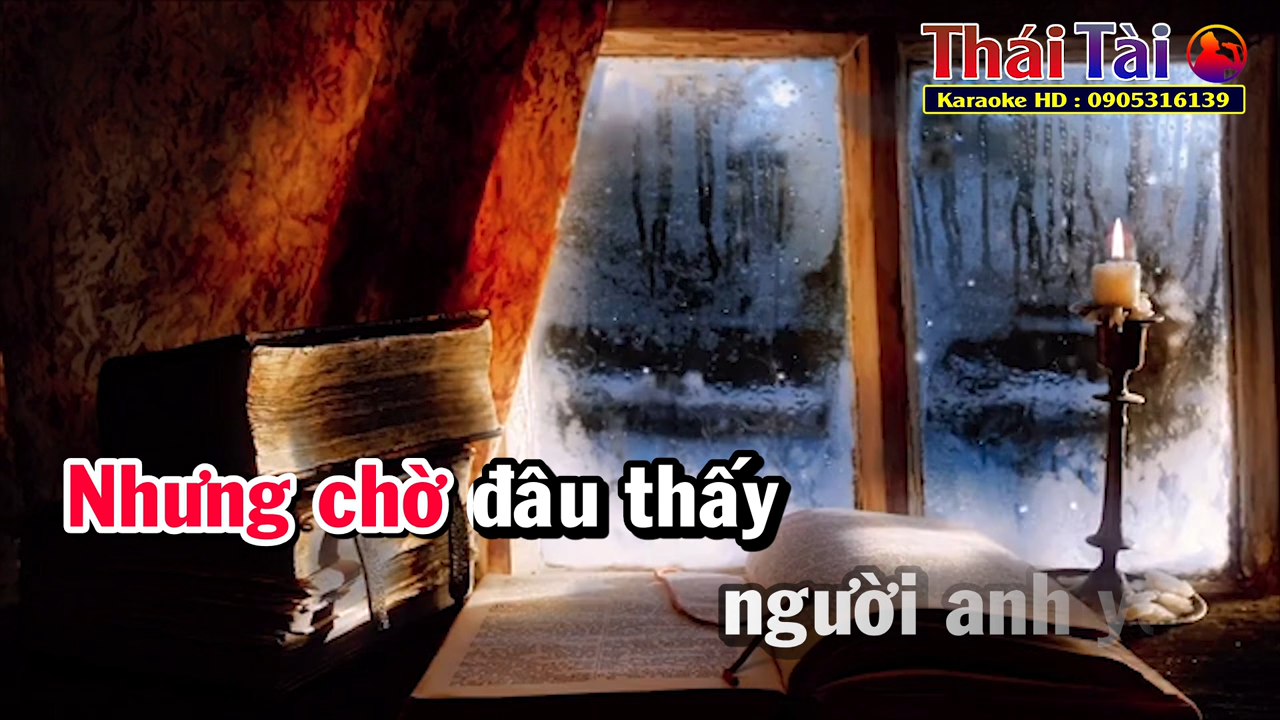 Thái Tài
Karaoke HD : 0905316139
Nhưng chờ đâu thấy
người anh